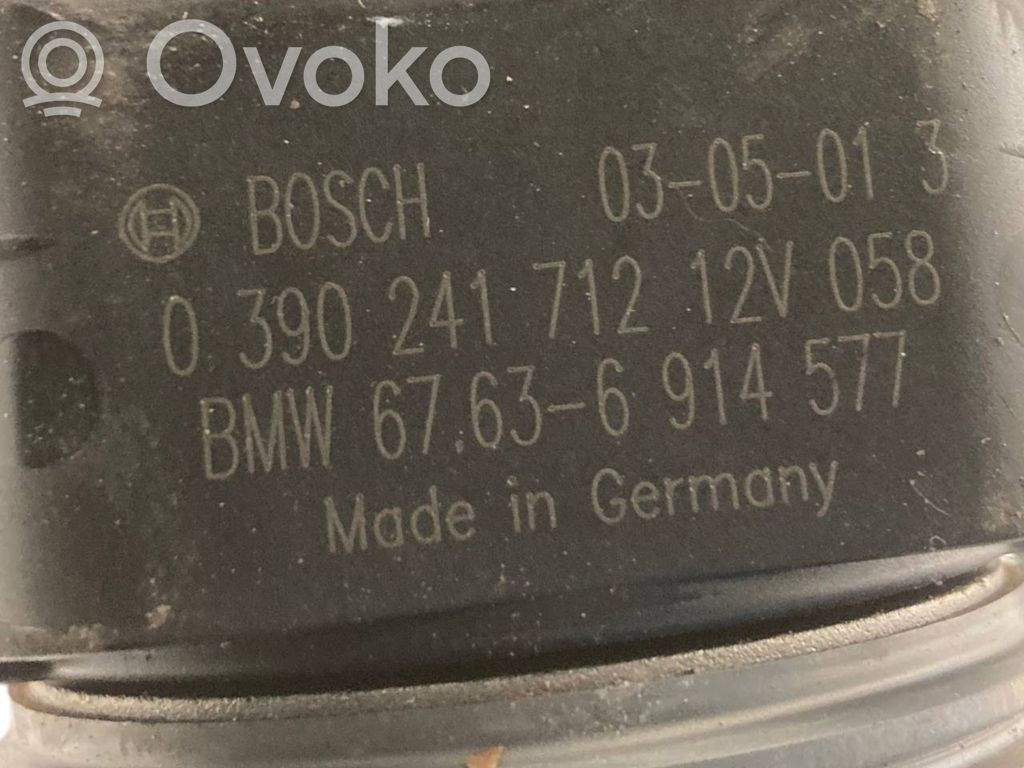 Ovoko
BOSCH 03-05-01 3
0 390 241 712 12V 058
BMW 67.63-6 914 577
Made in Germany